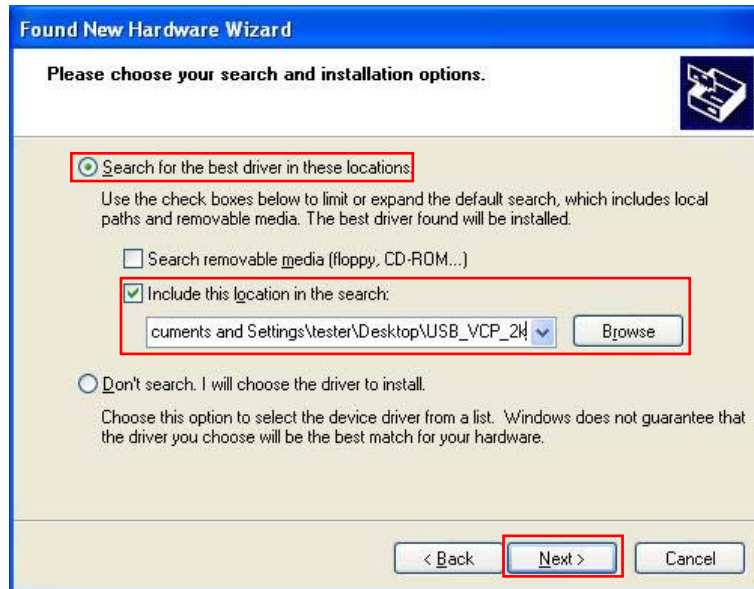 Found New Hardware Wizard
Please choose your search and installation options.
Search for the best driver in these locations.
Use the check boxes below to limit or expand the default search, which includes local
paths and removable media. The best driver found will be installed.
Search removable media (floppy, CD-ROM...)
Include this location in the search:
cuments and Settings\tester\Desktop\USB_VCP_2k
Browse
Don't search. I will choose the driver to install.
Choose this option to select the device driver from a list. Windows does not guarantee that
the driver you choose will be the best match for your hardware.
< Back
Next >
Cancel